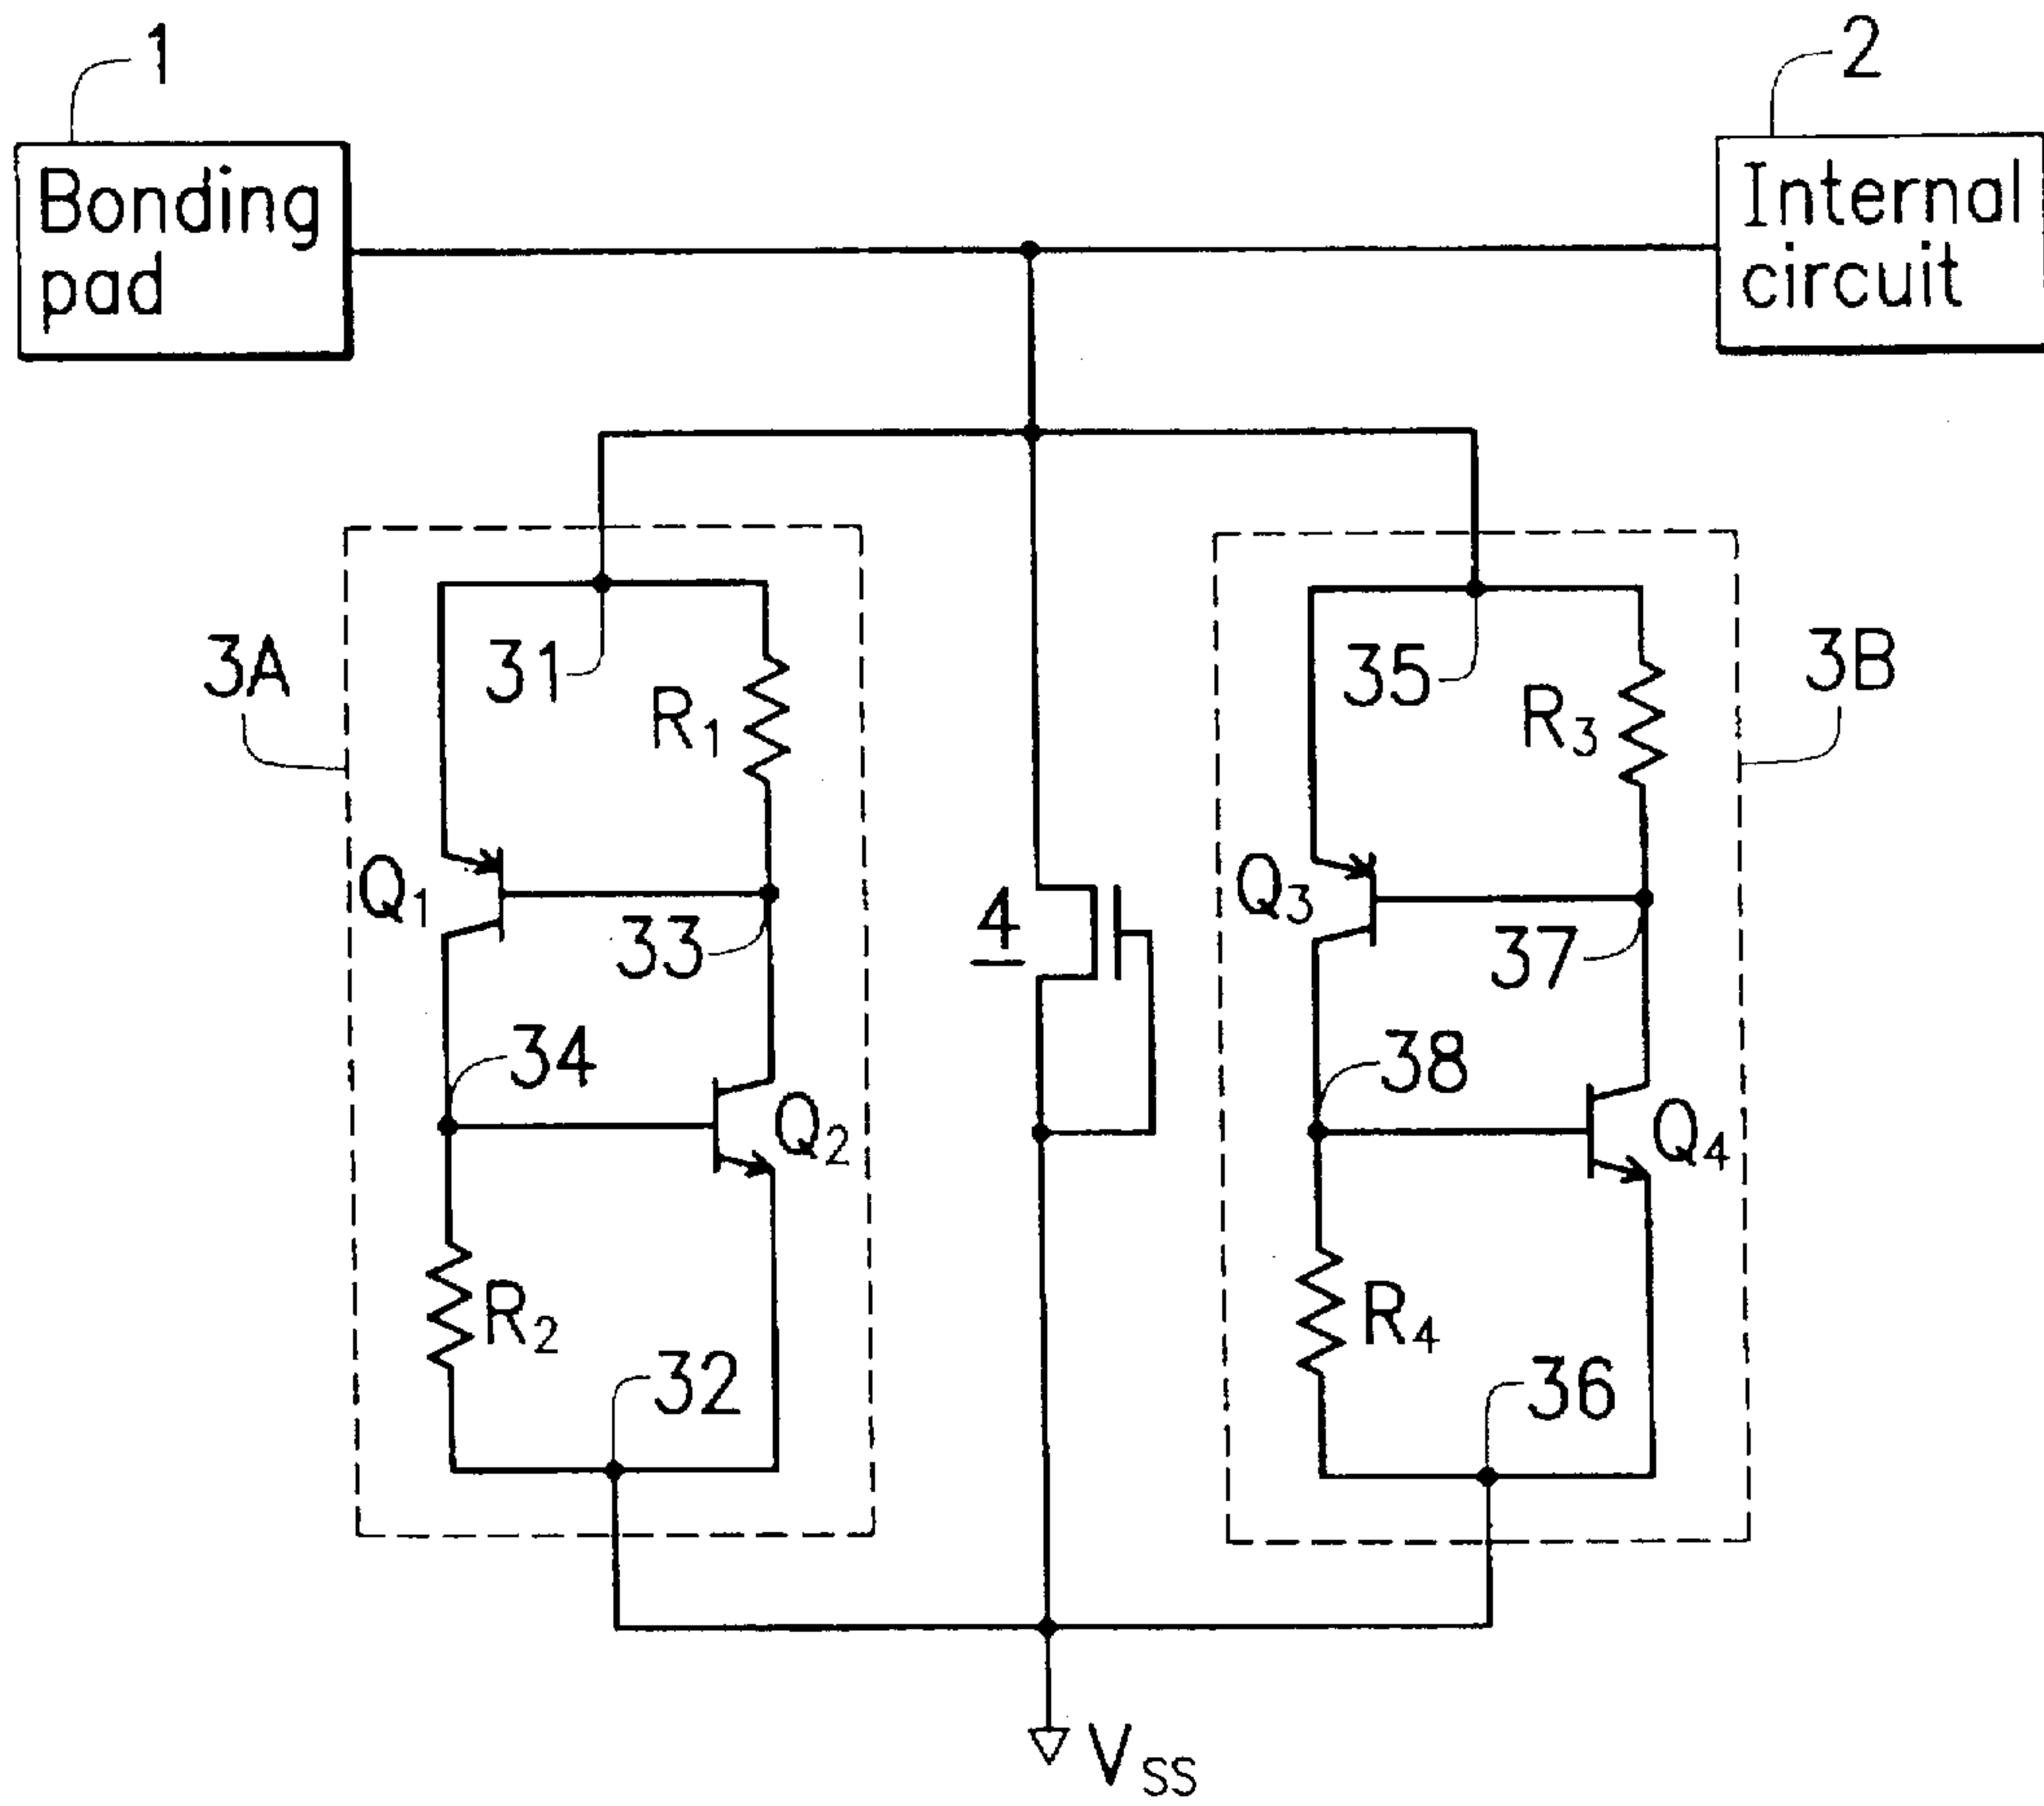 1
2
Bonding
pad
Internal
circuit
3A
31
R1
35
R3
3B
Q1
33
4
Q3
37
34
Q2
38
Q4
R2
32
R4
36
VSS